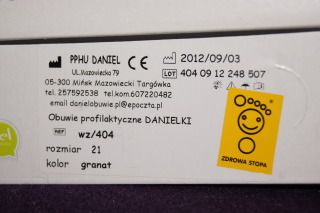 PPHU DANIEL
UL.Mazowiecka 79
05-300 Mińsk Mazowiecki Targówka
tel. 257592538 tel.kom.607220482
email danielobuwie.pl@epoczta.pl
2012/09/03
LOT 404 09 12 248 507
Obuwie profilaktyczne DANIELKI
REF wz/404
rozmiar 21
kolor granat
ZDROWA STOPA